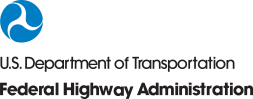 U.S. Department of Transportation
Federal Highway Administration